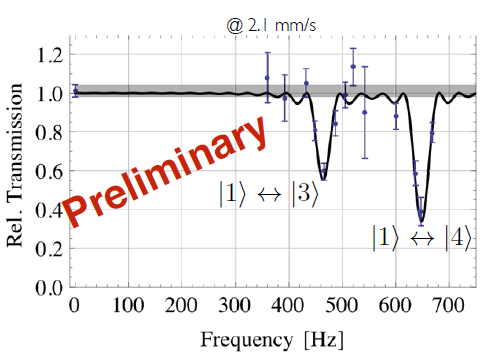 @ 2.1 mm/s
Rel. Transmission
1.2
1.0
0.8
0.6
0.4
0.2
0.0
Preliminary
|1⟩ ↔ |3⟩
|1⟩ ↔ |4⟩
0 100 200 300 400 500 600 700
Frequency [Hz]